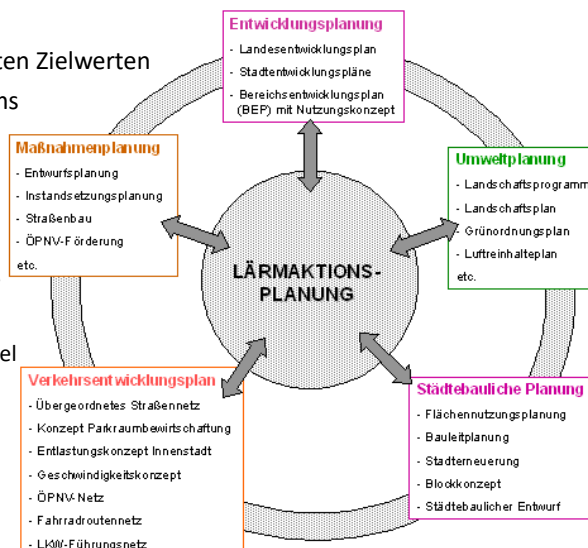 ten Zielwerten
ns
el
Entwicklungsplanung
- Landesentwicklungsplan
- Stadtentwicklungspläne
- Bereichsentwicklungsplan
(BEP) mit Nutzungskonzept
Maßnahmenplanung
- Entwurfsplanung
- Instandsetzungsplanung
- Straßenbau
- ÖPNV-Förderung
etc.
Umweltplanung
- Landschaftsprogramm
- Landschaftsplan
- Grünordnungsplan
- Luftreinhalteplan
etc.
LÄRMAKTIONS-
PLANUNG
Verkehrsentwicklungsplan
- Übergeordnetes Straßennetz
- Konzept Parkraumbewirtschaftung
- Entlastungskonzept Innenstadt
- Geschwindigkeitskonzept
- ÖPNV-Netz
- Fahrradroutennetz
- LKW-Führungsnetz
Städtebauliche Planung
- Flächennutzungsplanung
- Bauleitplanung
- Stadterneuerung
- Blockkonzept
- Städtebaulicher Entwurf